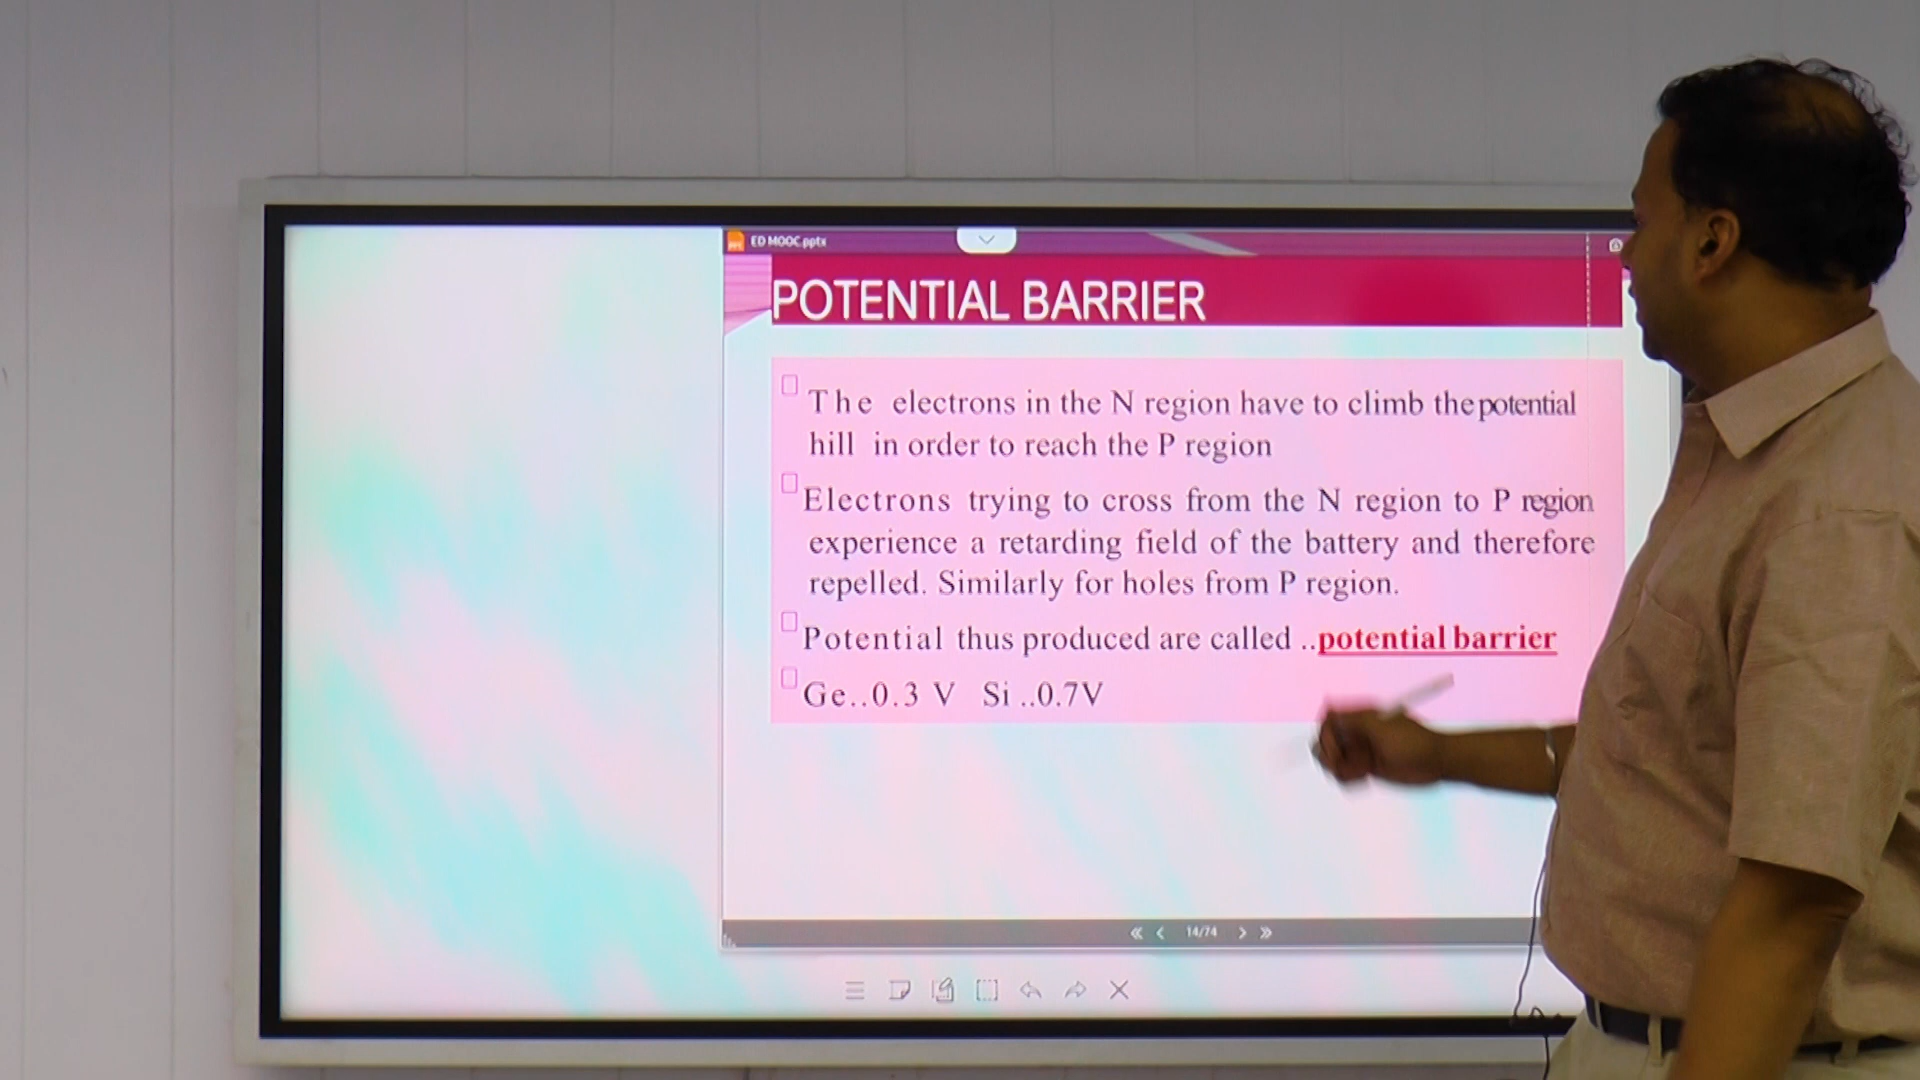 ED MOOC.pptx
POTENTIAL BARRIER
The electrons in the N region have to climb the potential
hill in order to reach the P region
Electrons trying to cross from the N region to P region
experience a retarding field of the battery and therefore
repelled. Similarly for holes from P region.
Potential thus produced are called ..potential barrier
Ge..0.3 V Si ..0.7V
14/74